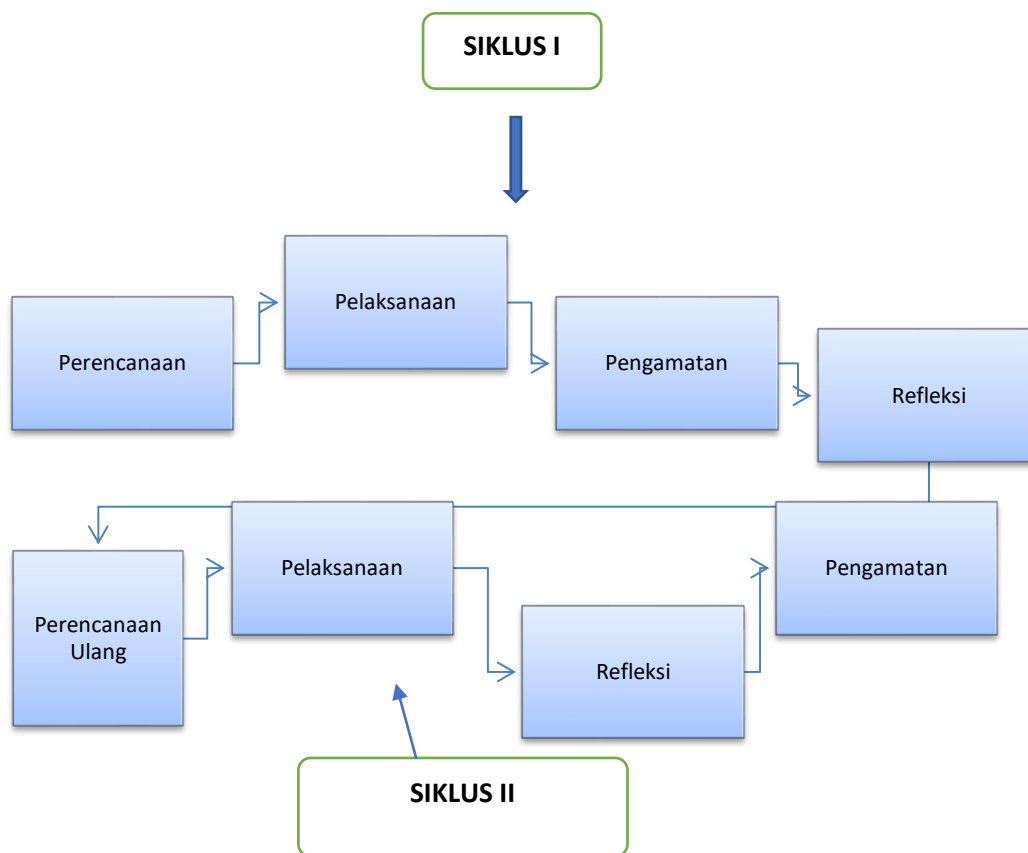 SIKLUS I
Perencanaan
Pelaksanaan
Pengamatan
Refleksi
Perencanaan
Ulang
Pelaksanaan
Refleksi
Pengamatan
SIKLUS II